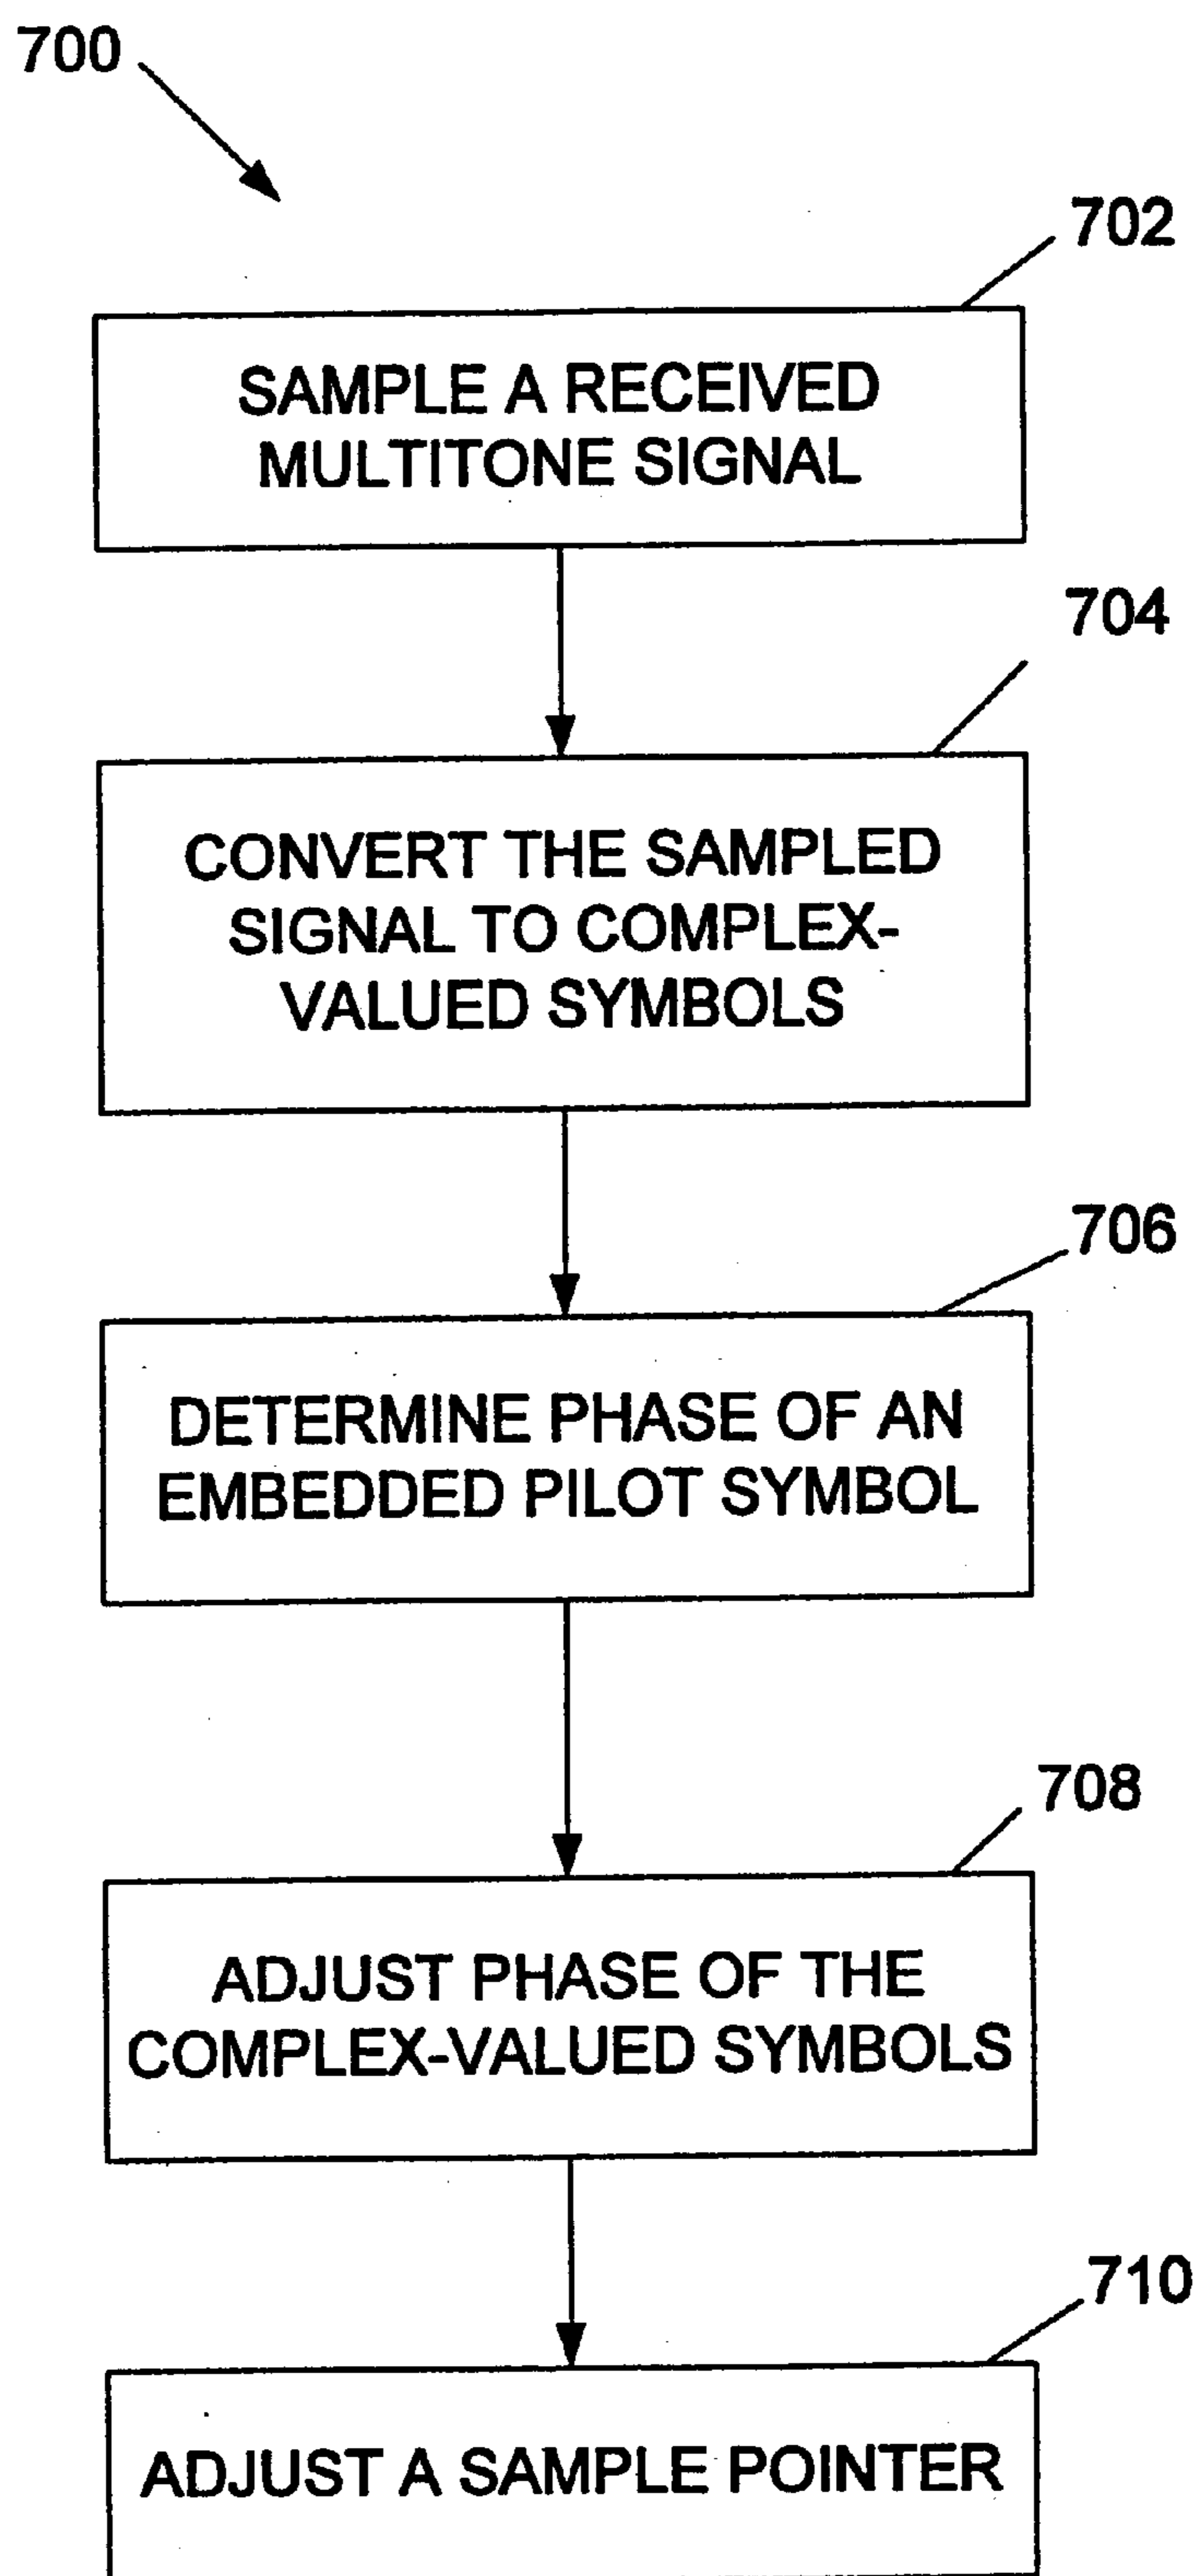 700
702
SAMPLE A RECEIVED
MULTITONE SIGNAL
704
CONVERT THE SAMPLED
SIGNAL TO COMPLEX-
VALUED SYMBOLS
706
DETERMINE PHASE OF AN
EMBEDDED PILOT SYMBOL
708
ADJUST PHASE OF THE
COMPLEX-VALUED SYMBOLS
710
ADJUST A SAMPLE POINTER